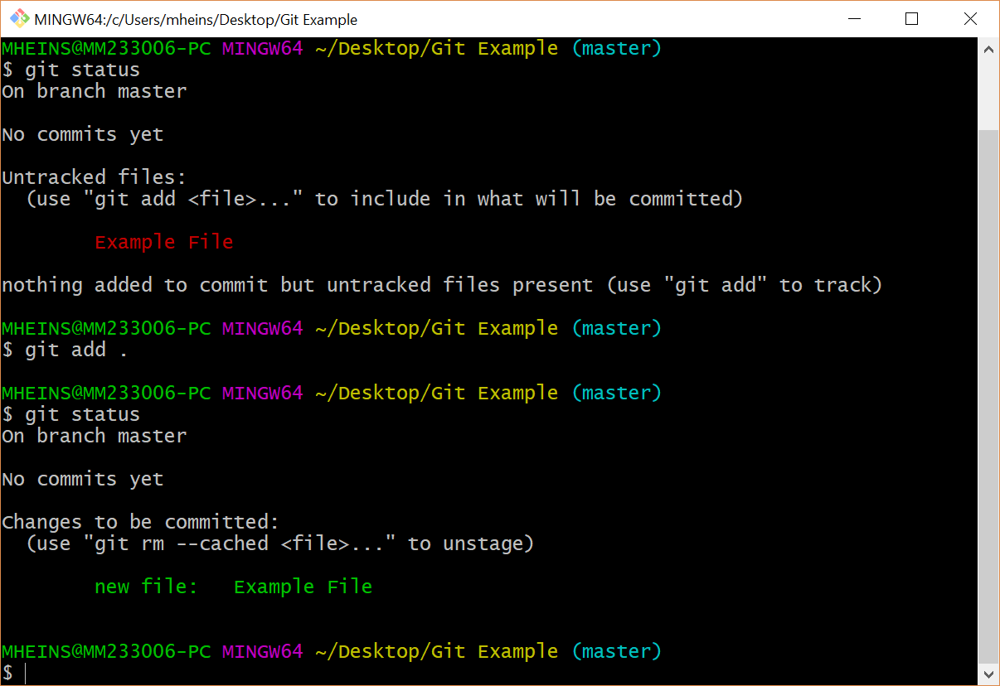 MINGW64:/c/Users/mheins/Desktop/Git Example
MHEINS@MM233006-PC MINGW64 ~/Desktop/Git Example (master)
$ git status
On branch master
No commits yet
Untracked files:
  (use "git add <file>..." to include in what will be committed)
        Example File
nothing added to commit but untracked files present (use "git add" to track)
MHEINS@MM233006-PC MINGW64 ~/Desktop/Git Example (master)
$ git add .
MHEINS@MM233006-PC MINGW64 ~/Desktop/Git Example (master)
$ git status
On branch master
No commits yet
Changes to be committed:
  (use "git rm --cached <file>..." to unstage)
        new file:   Example File
MHEINS@MM233006-PC MINGW64 ~/Desktop/Git Example (master)
$